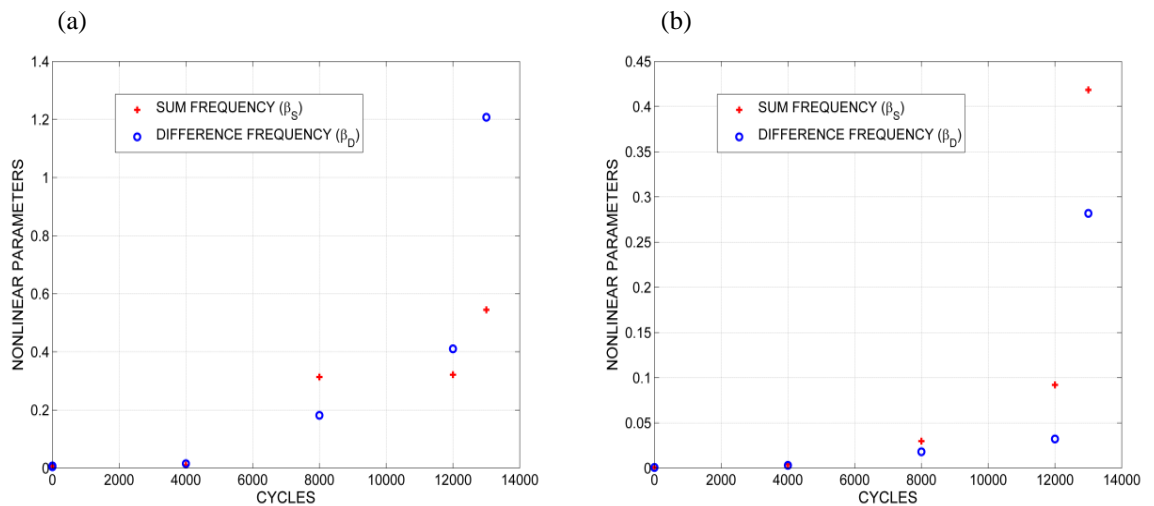 (a)
1.4
1.2
1
0.8
0.6
0.4
0.2
0
NONLINEAR PARAMETERS
SUM FREQUENCY (βS)
DIFFERENCE FREQUENCY (βD)
0 2000 4000 6000 8000 10000 12000 14000
CYCLES
(b)
0.45
0.4
0.35
0.3
0.25
0.2
0.15
0.1
0.05
0
NONLINEAR PARAMETERS
SUM FREQUENCY (βS)
DIFFERENCE FREQUENCY (βD)
0 2000 4000 6000 8000 10000 12000 14000
CYCLES